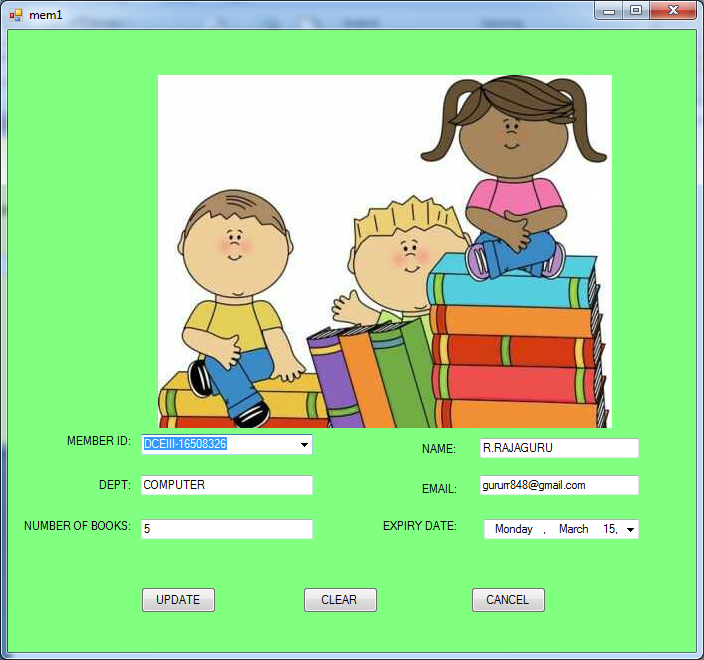 mem1
MEMBER ID: DCEIII-16508326
NAME: R.RAJAGURU
DEPT: COMPUTER
EMAIL: gururr848@gmail.com
NUMBER OF BOOKS: 5
EXPIRY DATE: Monday , March 15,
UPDATE CLEAR CANCEL